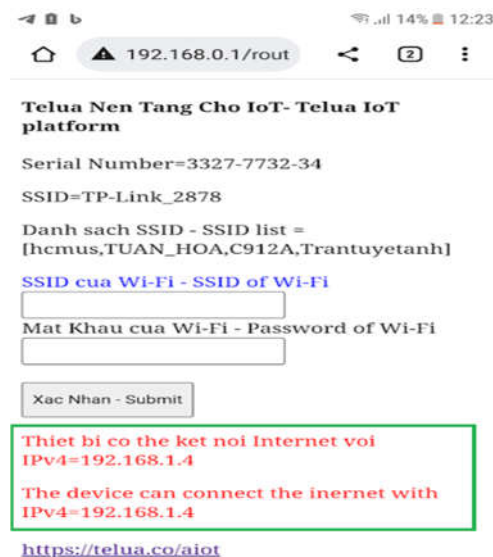 14% 12:23
192.168.0.1/rout 2
Telua Nen Tang Cho IoT- Telua IoT
platform
Serial Number=3327-7732-34
SSID=TP-Link_2878
Danh sach SSID - SSID list =
[hcmus,TUAN_HOA,C912A,Trantuyetanh]
SSID cua Wi-Fi - SSID of Wi-Fi
Mat Khau cua Wi-Fi - Password of Wi-Fi
Xac Nhan - Submit
Thiet bi co the ket noi Internet voi
IPv4=192.168.1.4
The device can connect the inernet with
IPv4=192.168.1.4
https://telua.co/aiot